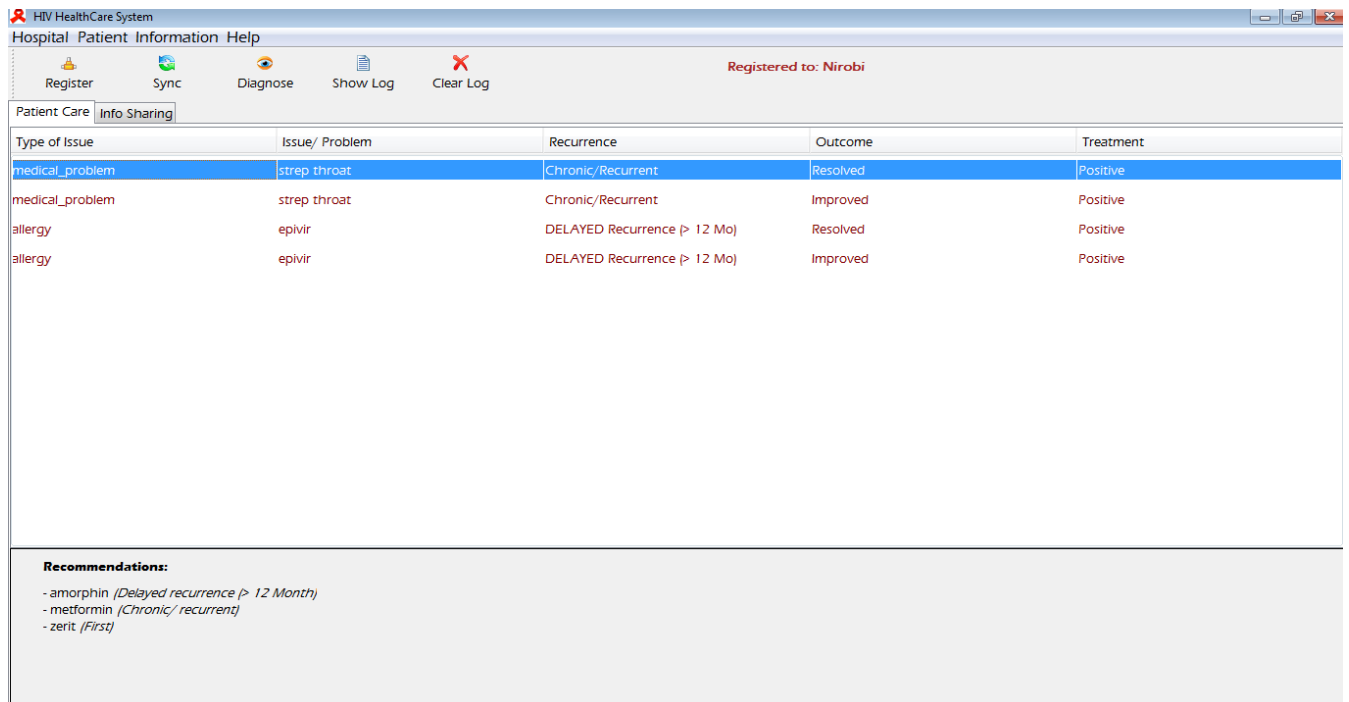 HIV HealthCare System
Hospital Patient Information Help
Register Sync Diagnose Show Log Clear Log Registered to: Nirobi
Patient Care Info Sharing
Type of Issue Issue/ Problem Recurrence Outcome Treatment
medical_problem strep throat Chronic/Recurrent Resolved Positive
medical_problem strep throat Chronic/Recurrent Improved Positive
allergy epivir DELAYED Recurrence (> 12 Mo) Resolved Positive
allergy epivir DELAYED Recurrence (> 12 Mo) Improved Positive
Recommendations:
- amorphin (Delayed recurrence (> 12 Month)
- metformin (Chronic/ recurrent)
- zerit (First)